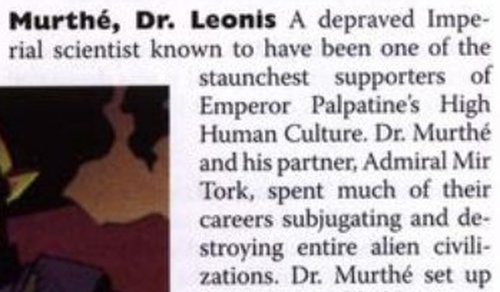 Murthé, Dr. Leonis A depraved Impe-
rial scientist known to have been one of the
staunchest supporters of
Emperor Palpatine's High
Human Culture. Dr. Murthé
and his partner, Admiral Mir
Tork, spent much of their
careers subjugating and de-
stroying entire alien civili-
zations. Dr. Murthé set up